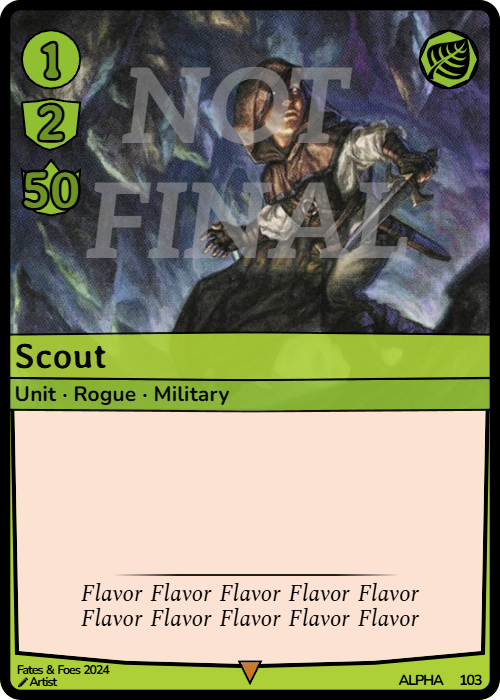 1
2
50
NOT
FINAL
Scout
Unit · Rogue · Military
Flavor Flavor Flavor Flavor Flavor
Flavor Flavor Flavor Flavor Flavor
Fates & Foes 2024
Artist
ALPHA 103